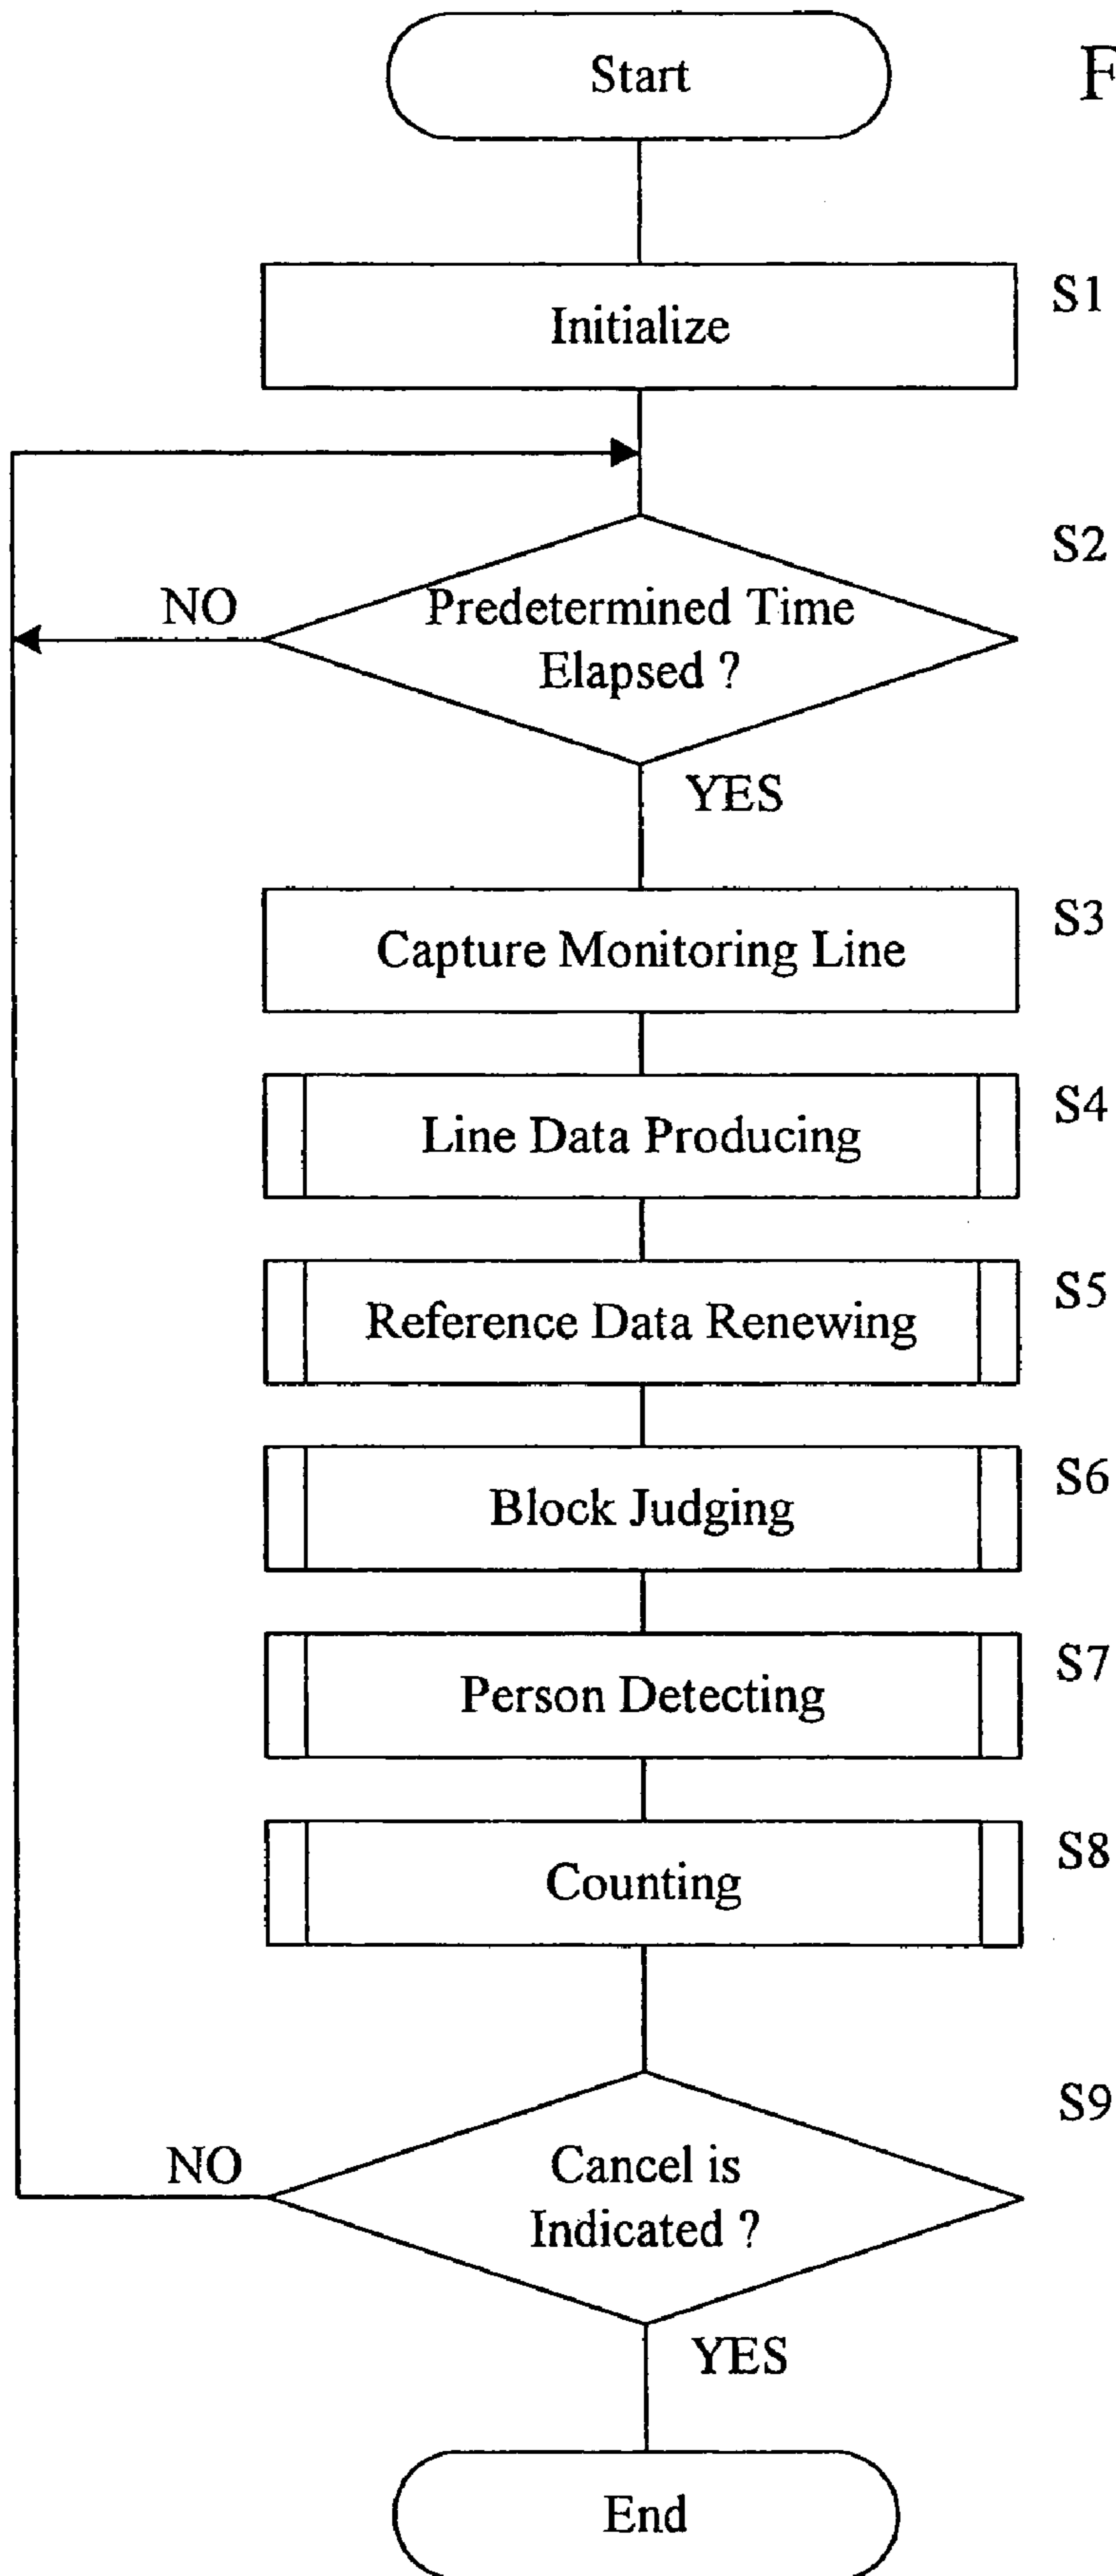 Start
F
Initialize
S1
S2
NO
Predetermined Time
Elapsed ?
YES
Capture Monitoring Line
S3
Line Data Producing
S4
Reference Data Renewing
S5
Block Judging
S6
Person Detecting
S7
Counting
S8
S9
NO
Cancel is
Indicated ?
YES
End